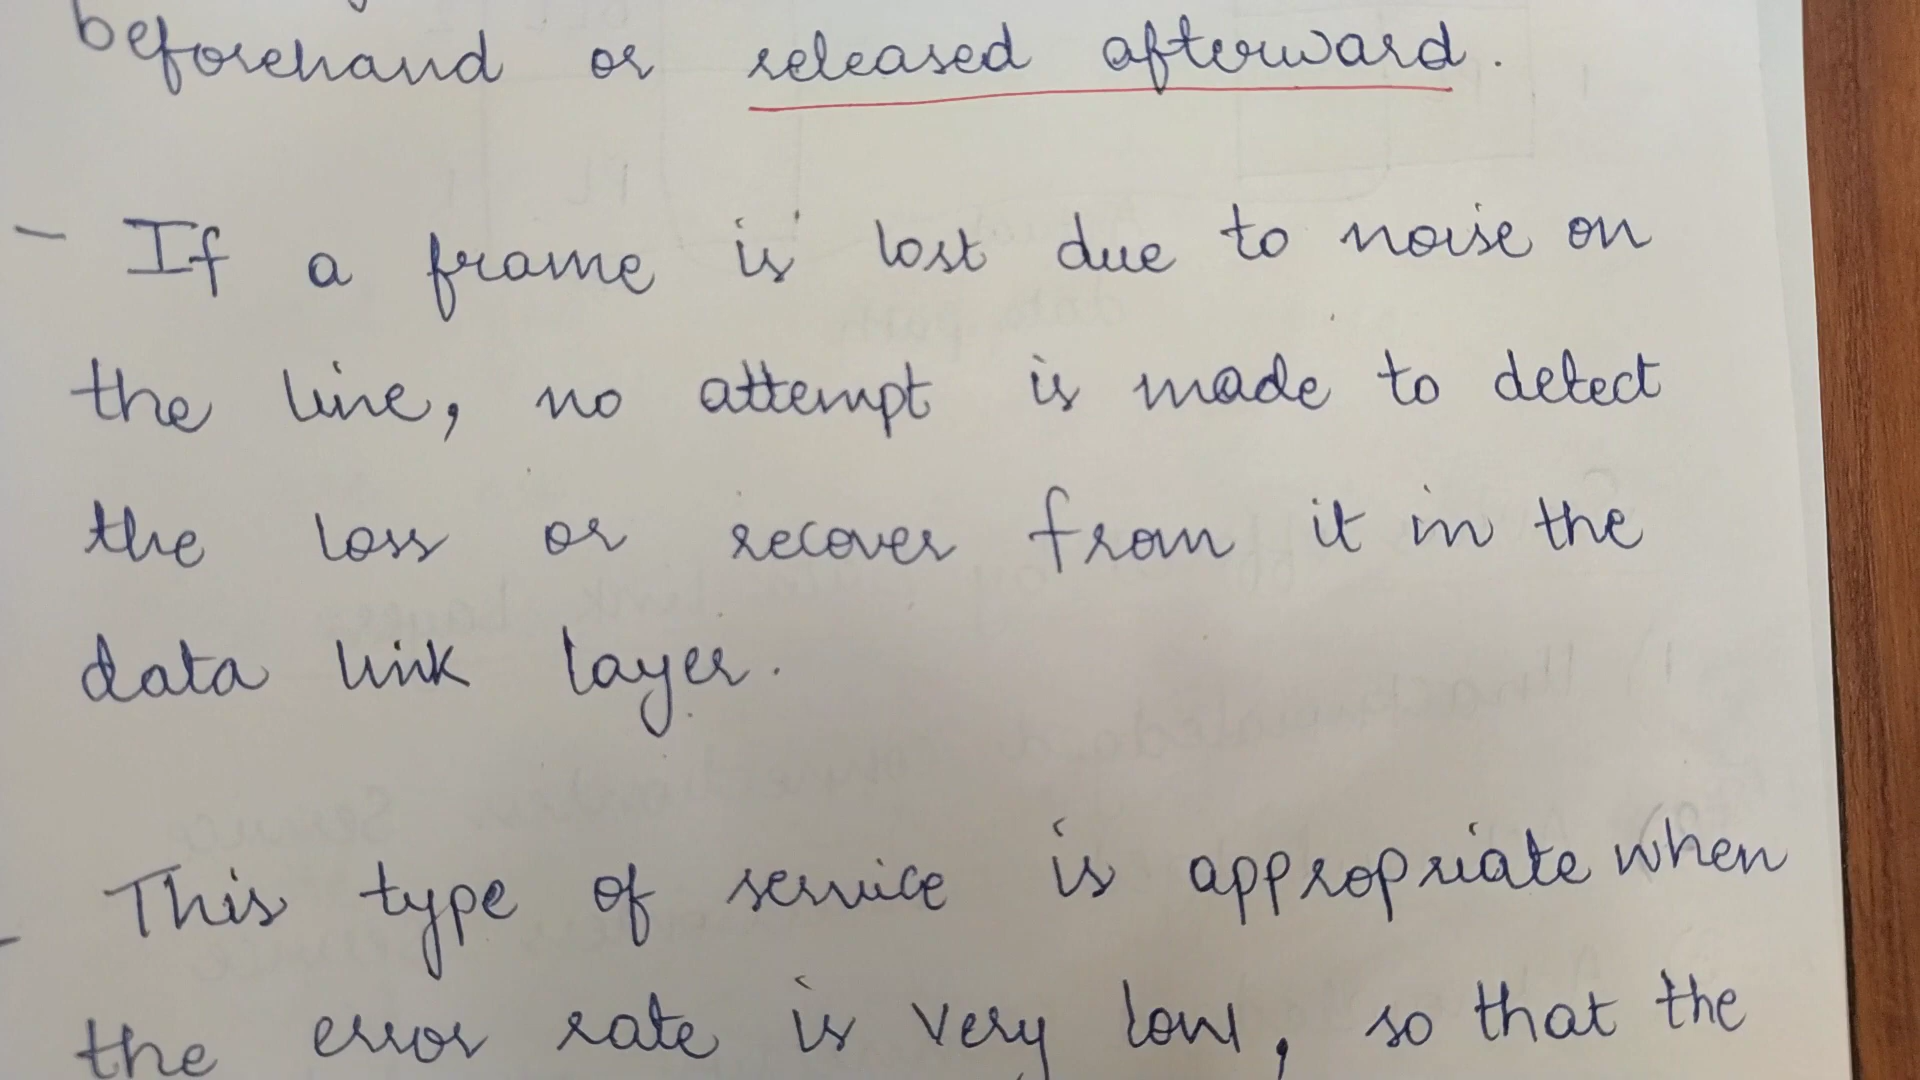 beforehand or released afterward.
- If a frame is lost due to noise on
the line, no attempt is made to detect
the loss or recover from it in the
data link layer.
- This type of service is appropriate when
the error rate is very low, so that the